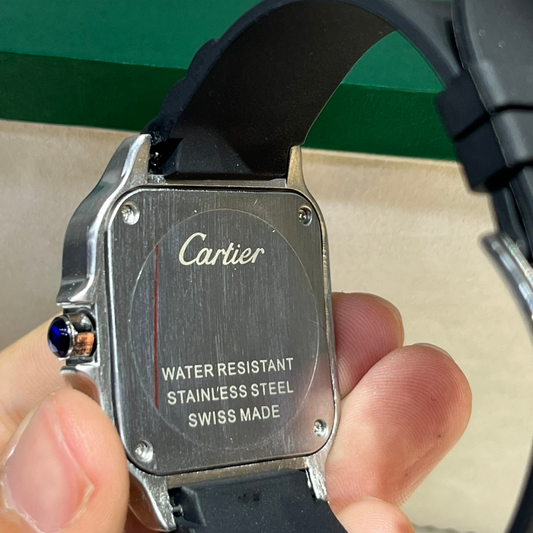 Cartier
WATER RESISTANT
STAINLESS STEEL
SWISS MADE